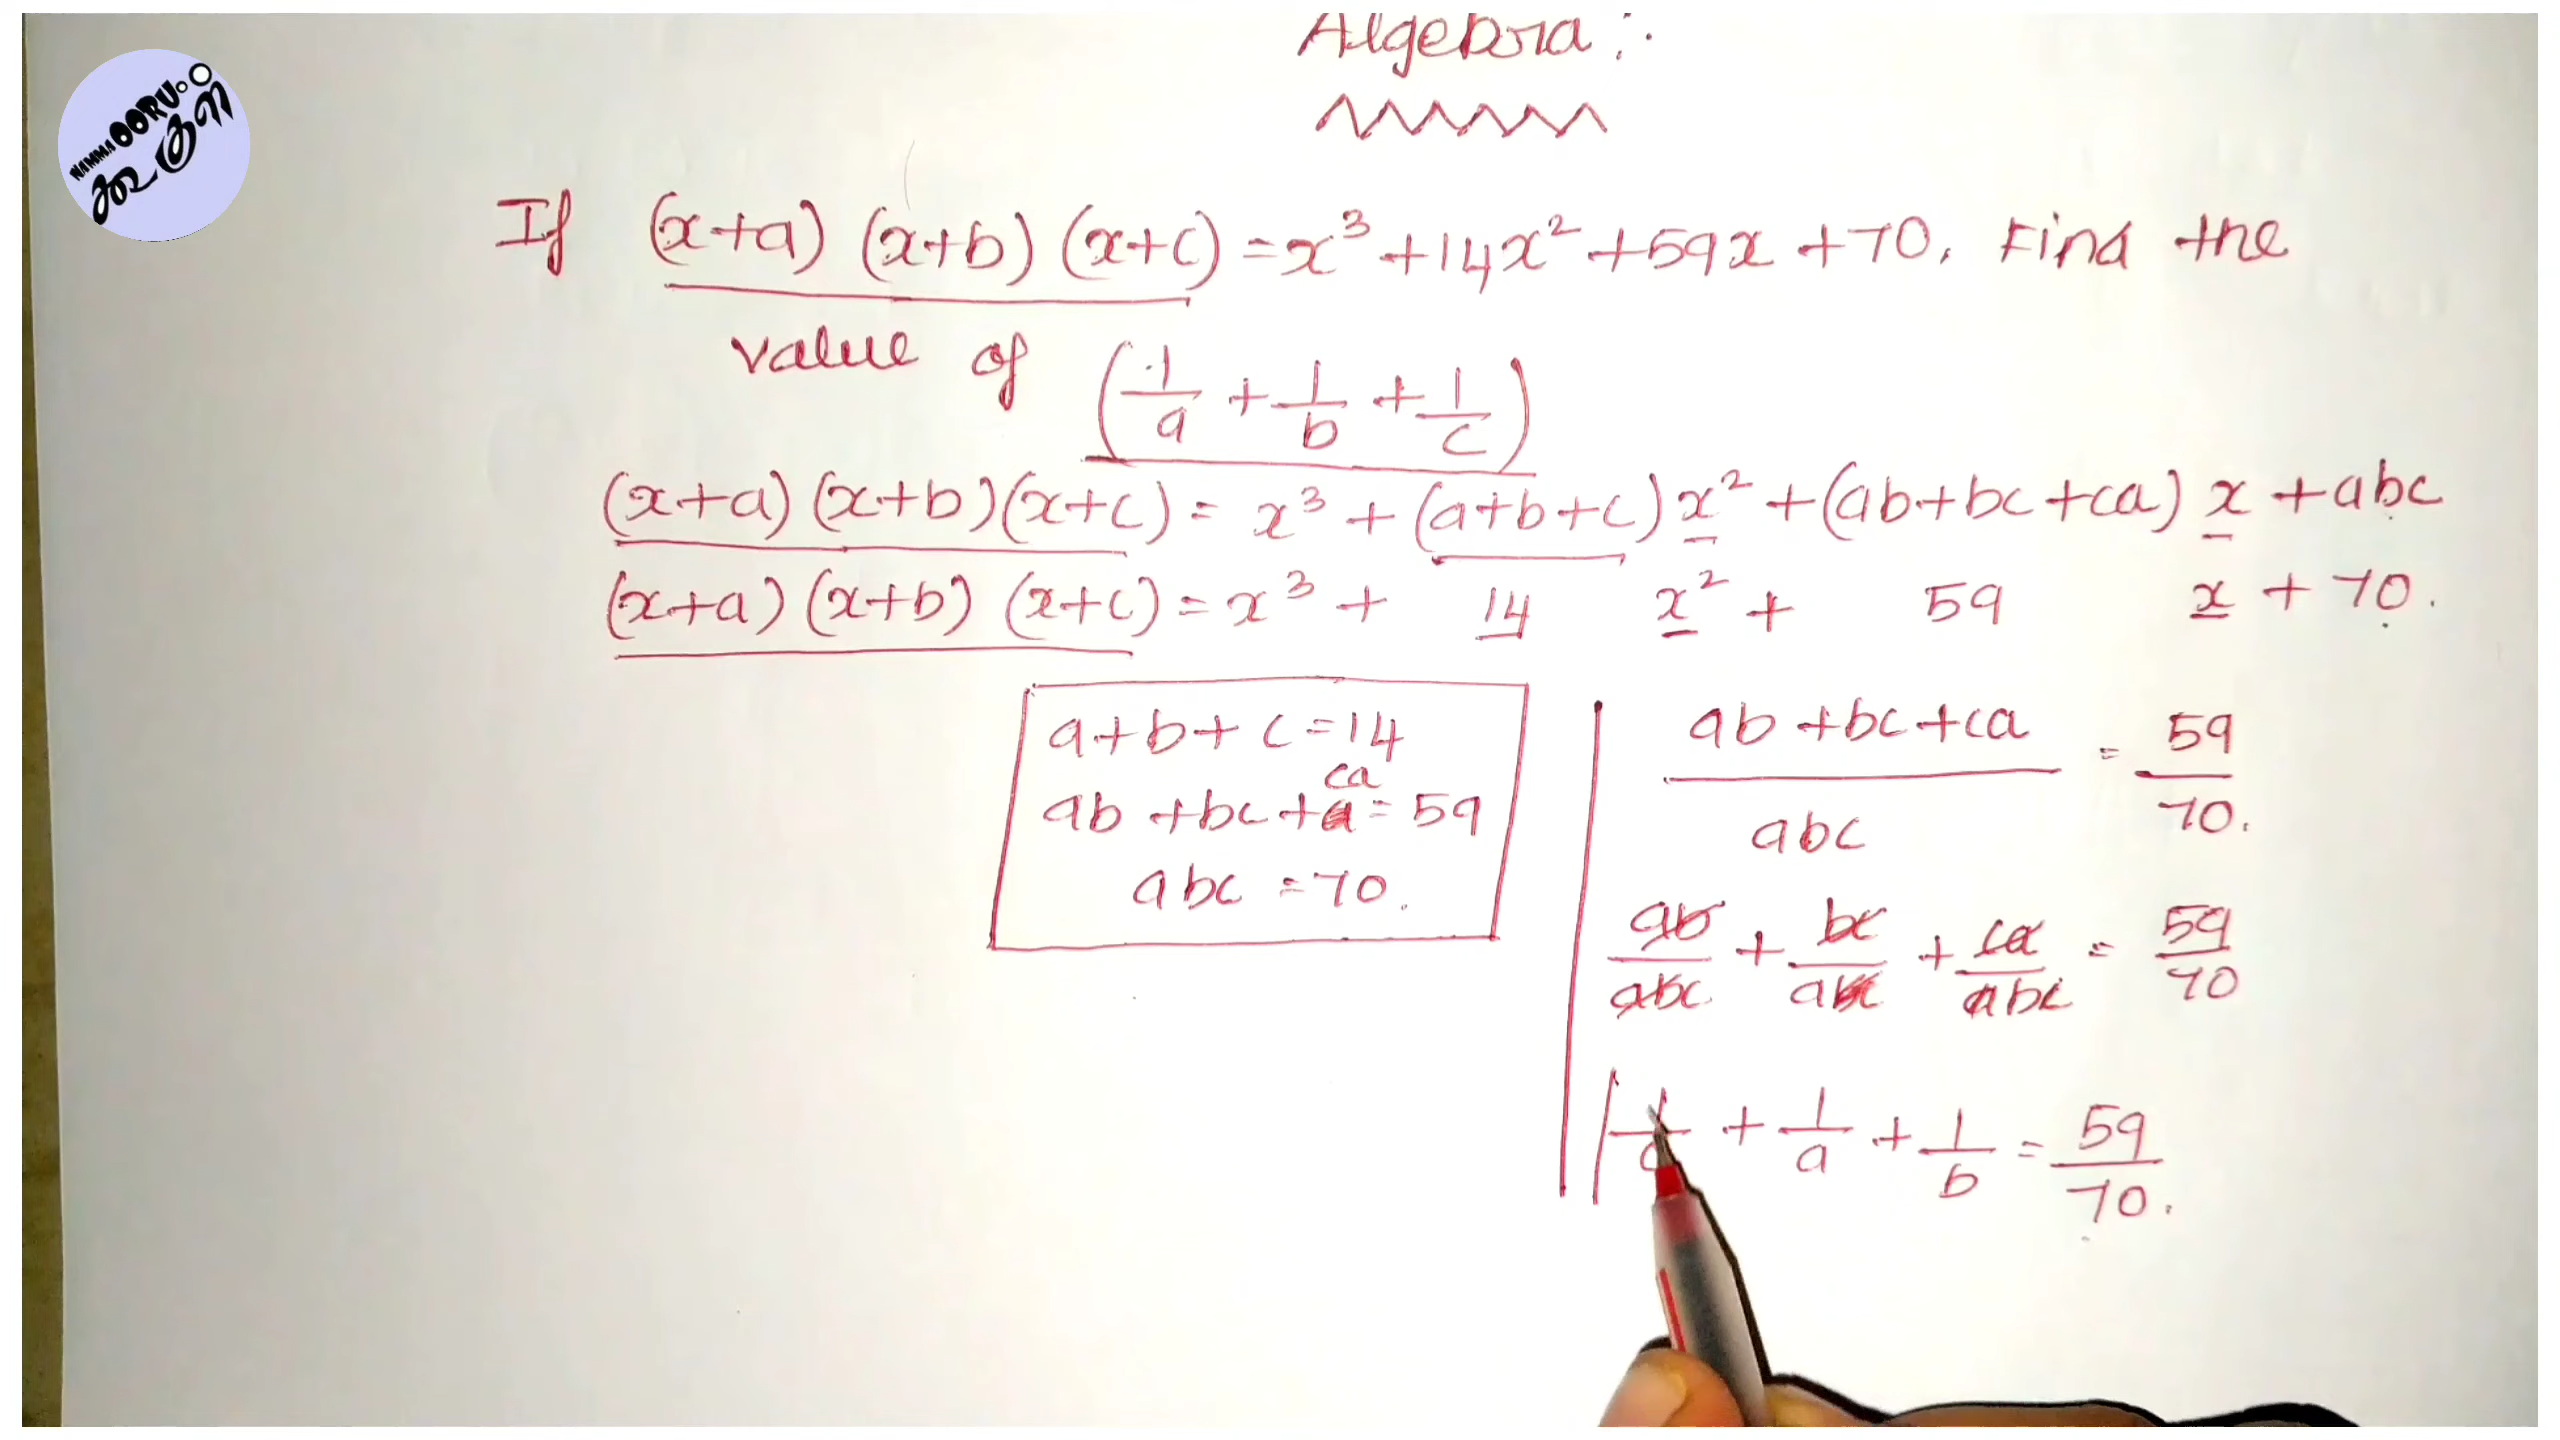 NAMMA OORU
Algebra :-
If (x+a) (x+b) (x+c) = x³ + 14x² + 59x + 70. Find the
value of (1/a + 1/b + 1/c)
(x+a) (x+b) (x+c) = x³ + (a+b+c) x² + (ab+bc+ca) x + abc
(x+a) (x+b) (x+c) = x³ + 14 x² + 59 x + 70.
a+b+c=14
ab+bc+ca=59
abc = 70.
ab+bc+ca / abc = 59/70.
ab/abc + bc/abc + ca/abc = 59/70
+ 1/a + 1/b = 59/70.